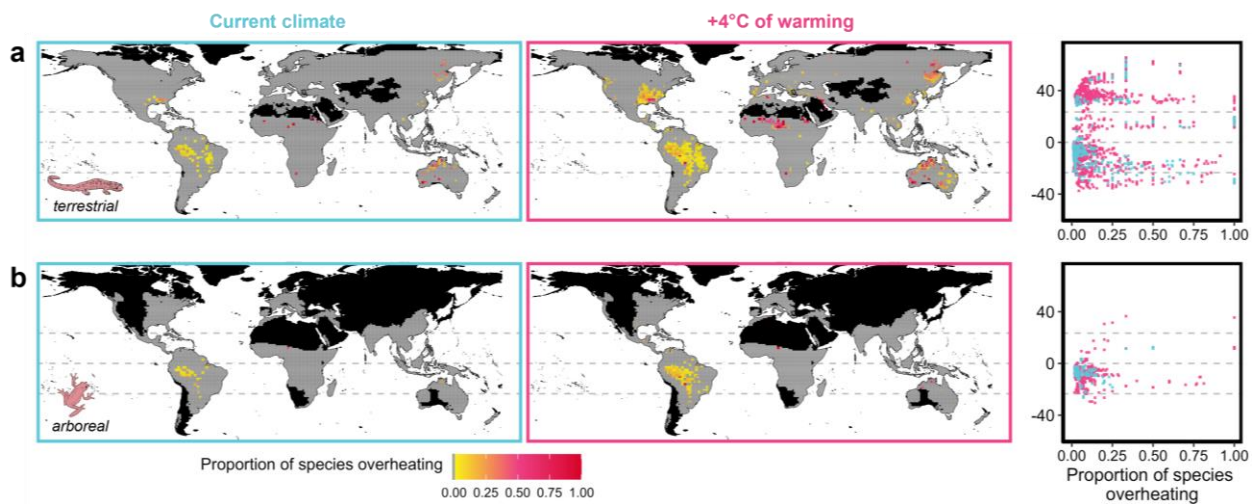 Current climate
+4°C of warming
a
terrestrial
40
0
-40
0.00 0.25 0.50 0.75 1.00
b
arboreal
40
0
-40
0.00 0.25 0.50 0.75 1.00
Proportion of species overheating
0.00 0.25 0.50 0.75 1.00
Proportion of species
overheating